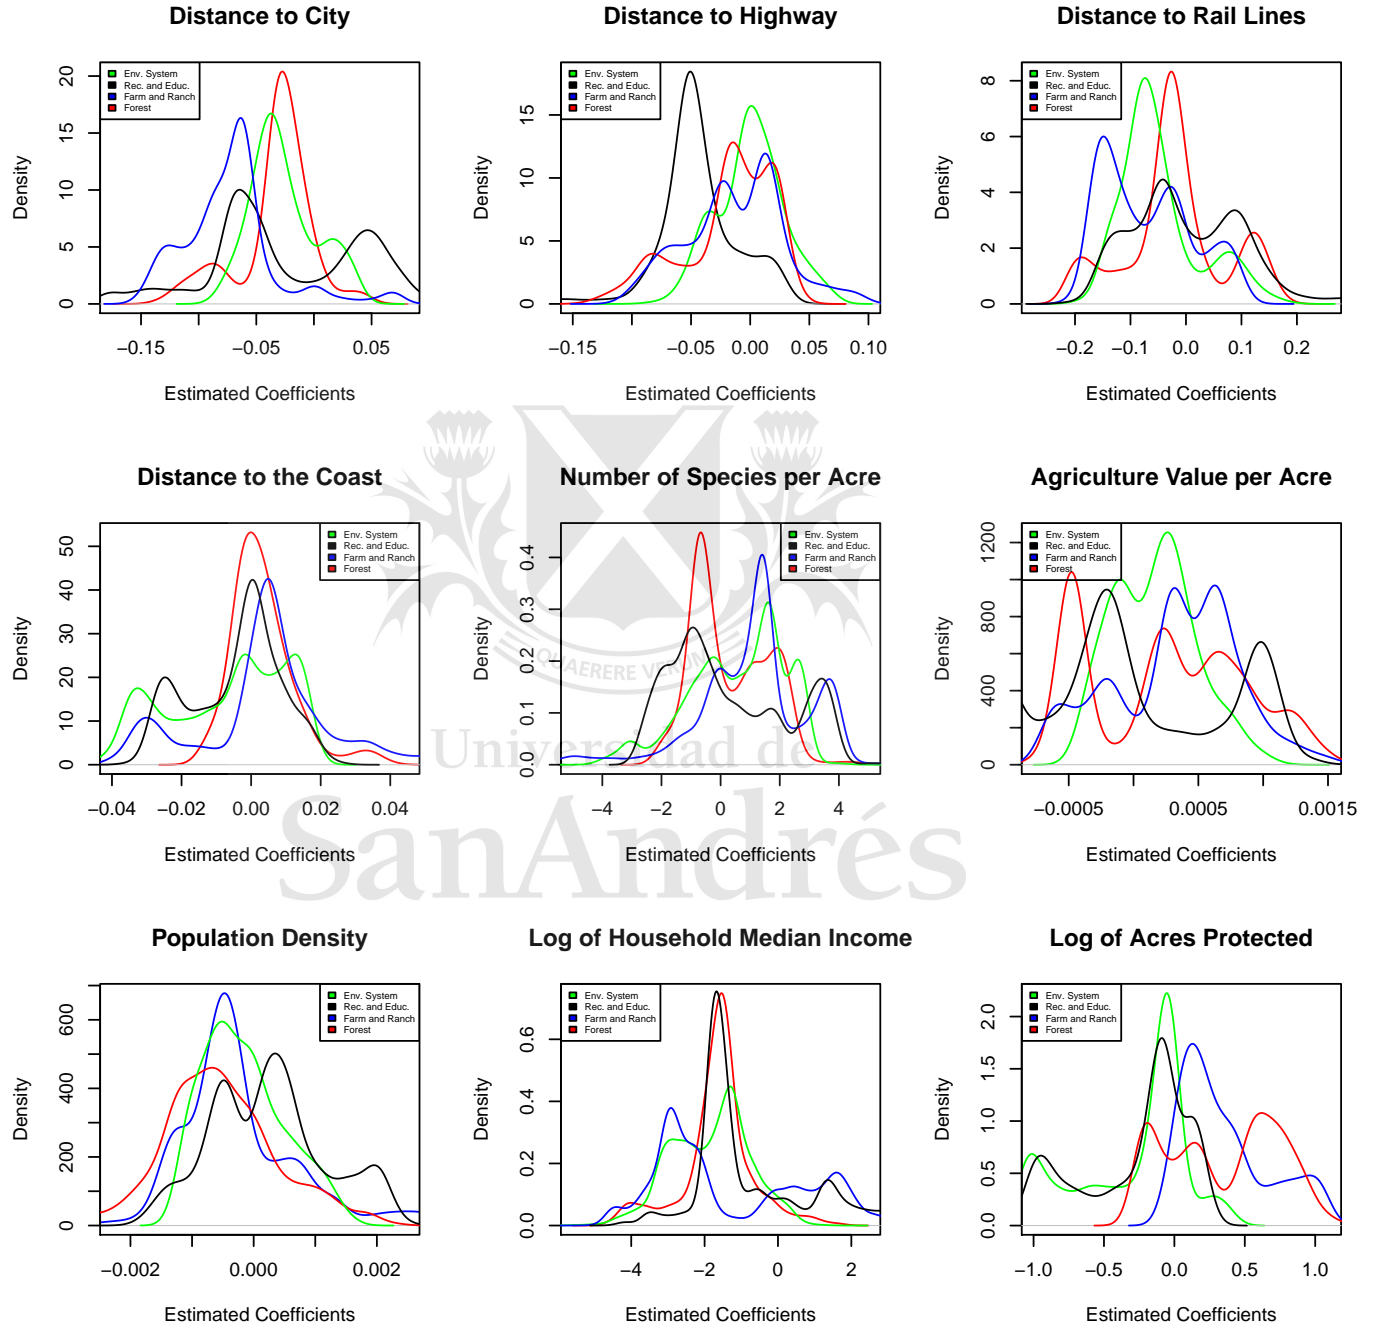 Distance to City
Density
0 5 10 15 20
Env. System
Rec. and Educ.
Farm and Ranch
Forest
−0.15 −0.05 0.05
Estimated Coefficients
Distance to Highway
Density
0 5 10 15
Env. System
Rec. and Educ.
Farm and Ranch
Forest
−0.15 −0.05 0.00 0.05 0.10
Estimated Coefficients
Distance to Rail Lines
Density
0 2 4 6 8
Env. System
Rec. and Educ.
Farm and Ranch
Forest
−0.2 −0.1 0.0 0.1 0.2
Estimated Coefficients
Distance to the Coast
Density
0 10 20 30 40 50
Env. System
Rec. and Educ.
Farm and Ranch
Forest
−0.04 −0.02 0.00 0.02 0.04
Estimated Coefficients
Number of Species per Acre
Density
0.0 0.1 0.2 0.3 0.4
Env. System
Rec. and Educ.
Farm and Ranch
Forest
−4 −2 0 2 4
Estimated Coefficients
Agriculture Value per Acre
Density
0 400 800 1200
Env. System
Rec. and Educ.
Farm and Ranch
Forest
−0.0005 0.0005 0.0015
Estimated Coefficients
QUAERERE VERUM
Universidad de
SanAndrés
Population Density
Density
0 200 400 600
Env. System
Rec. and Educ.
Farm and Ranch
Forest
−0.002 0.000 0.002
Estimated Coefficients
Log of Household Median Income
Density
0.0 0.2 0.4 0.6
Env. System
Rec. and Educ.
Farm and Ranch
Forest
−4 −2 0 2
Estimated Coefficients
Log of Acres Protected
Density
0.0 0.5 1.0 1.5 2.0
Env. System
Rec. and Educ.
Farm and Ranch
Forest
−1.0 −0.5 0.0 0.5 1.0
Estimated Coefficients